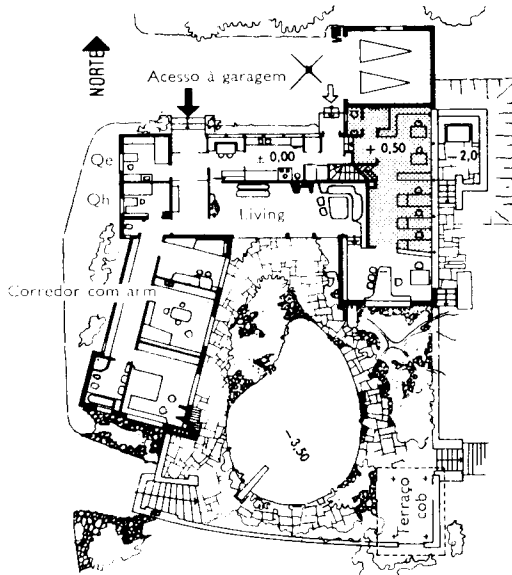 NORTE
Acesso à garagem
Qe
± 0,00
+ 0,50
-2,0
Qh
Living
Corredor com arm
-3,50
Terraço
cob